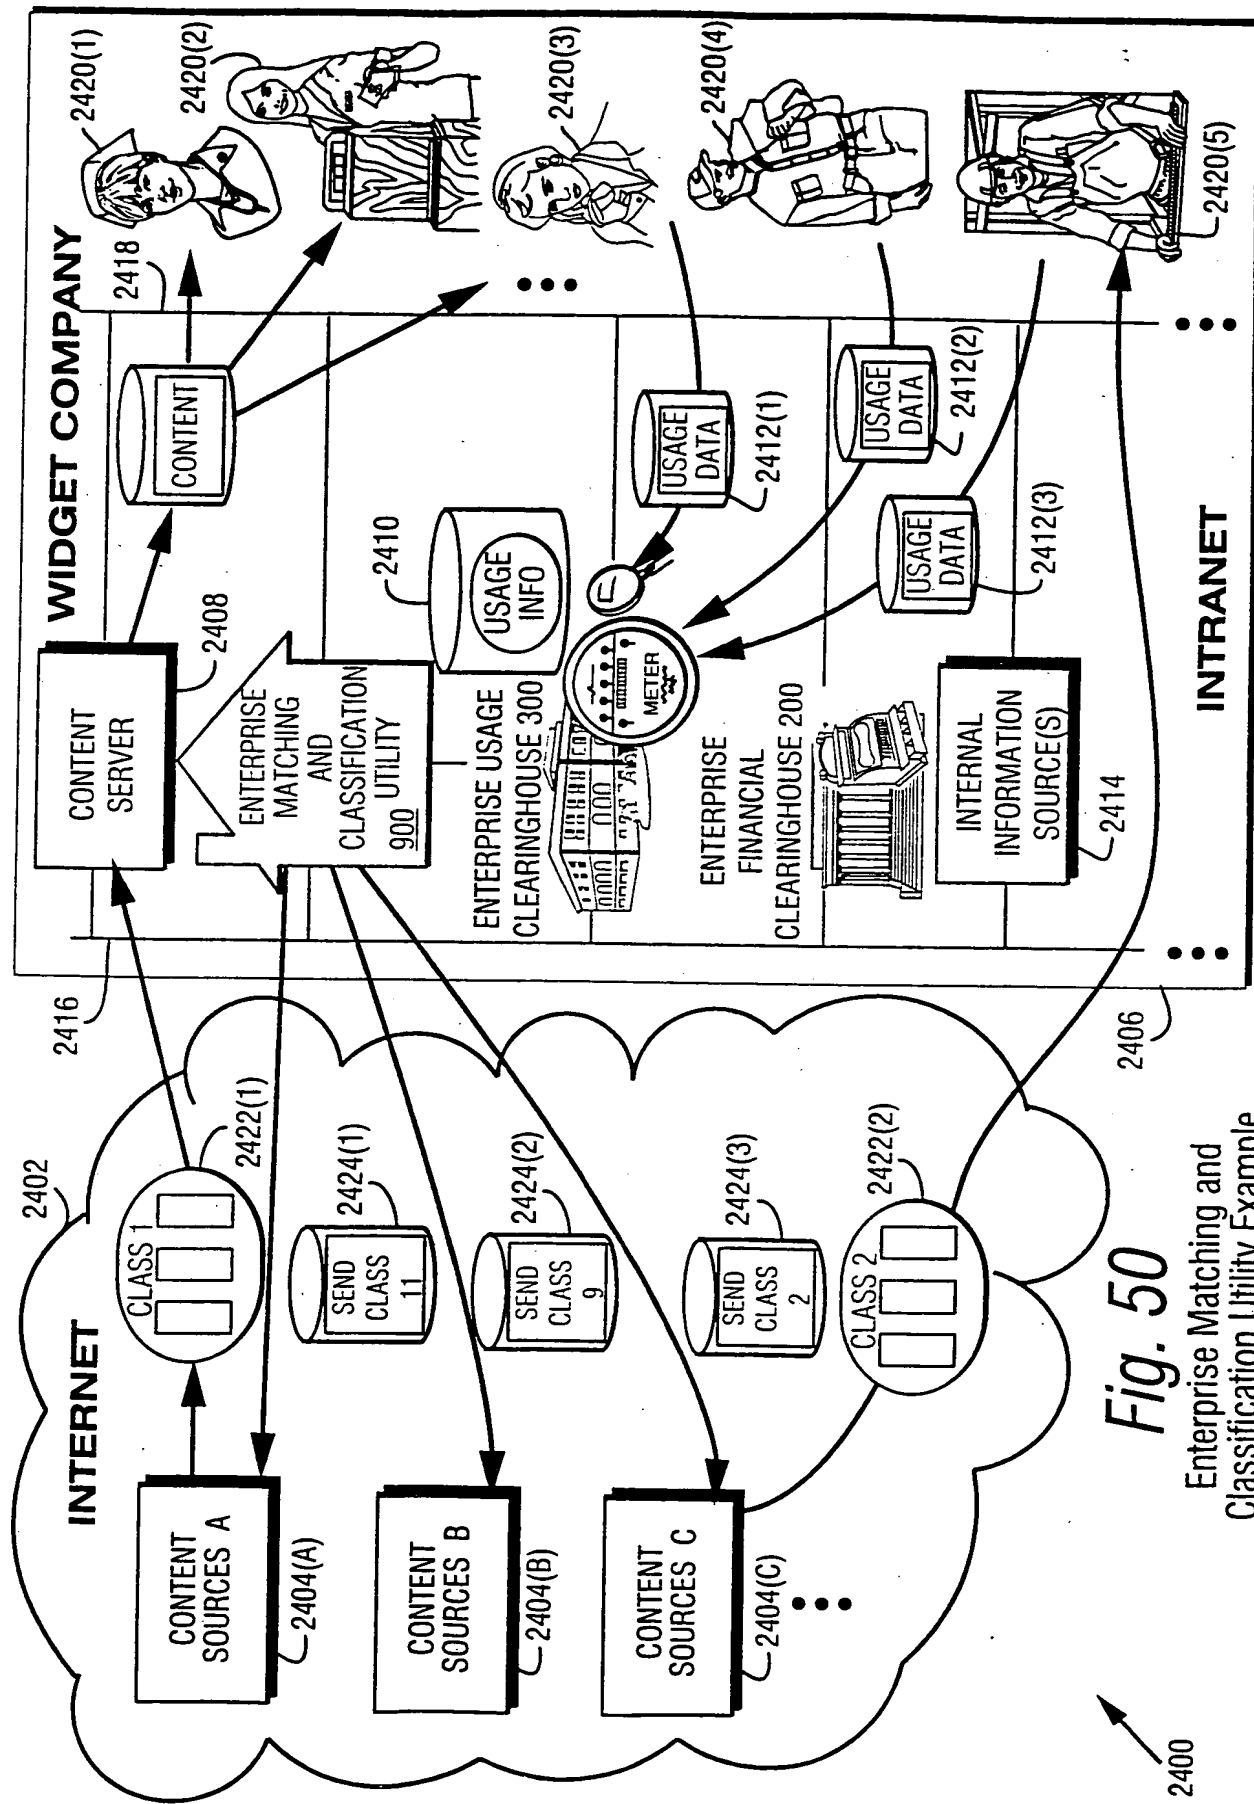 INTERNET
2402
CONTENT
SOURCES A
2404(A)
CONTENT
SOURCES B
2404(B)
CONTENT
SOURCES C
2404(C)
CLASS 1
2422(1)
SEND
CLASS
11
2424(1)
SEND
CLASS
9
2424(2)
SEND
CLASS
2
2424(3)
CLASS 2
2422(2)
WIDGET COMPANY
2416
2418
CONTENT
SERVER
2408
CONTENT
ENTERPRISE
MATCHING
AND
CLASSIFICATION
UTILITY
900
2410
USAGE
INFO
ENTERPRISE USAGE
CLEARINGHOUSE 300
METER
USAGE
DATA
2412(1)
ENTERPRISE
FINANCIAL
CLEARINGHOUSE 200
USAGE
DATA
2412(2)
USAGE
DATA
2412(3)
INTERNAL
INFORMATION
SOURCE(S)
2414
INTRANET
2406
2420(1)
2420(2)
2420(3)
2420(4)
2420(5)
2400
Fig. 50
Enterprise Matching and
Classification Utility Example